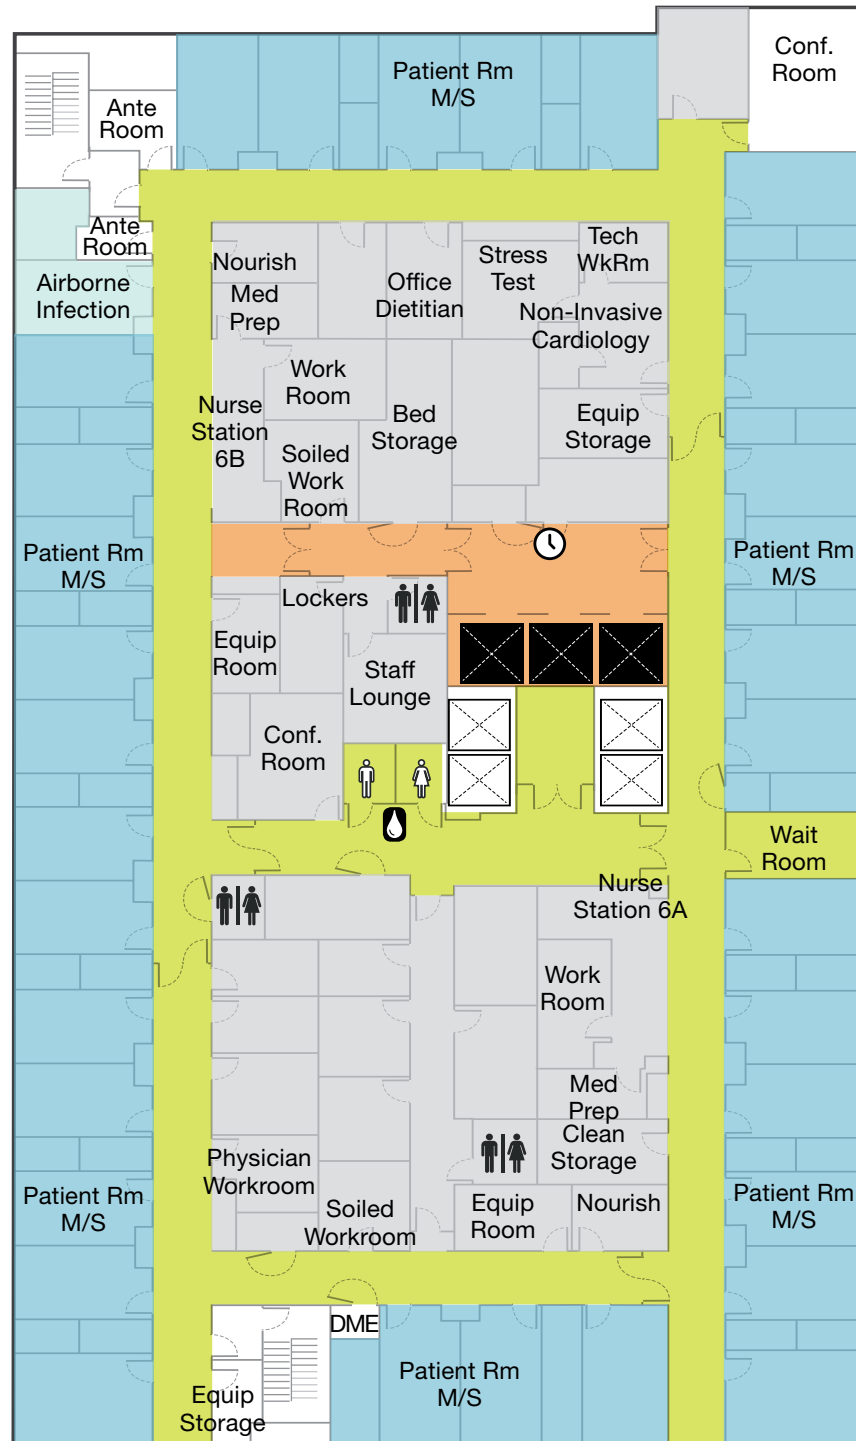 Conf.
Room
Patient Rm
M/S
Ante
Room
Ante
Room
Airborne
Infection
Nourish
Med
Prep
Office
Dietitian
Stress
Test
Tech
WkRm
Non-Invasive
Cardiology
Work
Room
Nurse
Station
6B
Bed
Storage
Equip
Storage
Soiled
Work
Room
Patient Rm
M/S
Patient Rm
M/S
Lockers
Equip
Room
Staff
Lounge
Conf.
Room
Wait
Room
Nurse
Station 6A
Work
Room
Med
Prep
Clean
Storage
Physician
Workroom
Soiled
Workroom
Equip
Room
Nourish
Patient Rm
M/S
Patient Rm
M/S
DME
Equip
Storage
Patient Rm
M/S